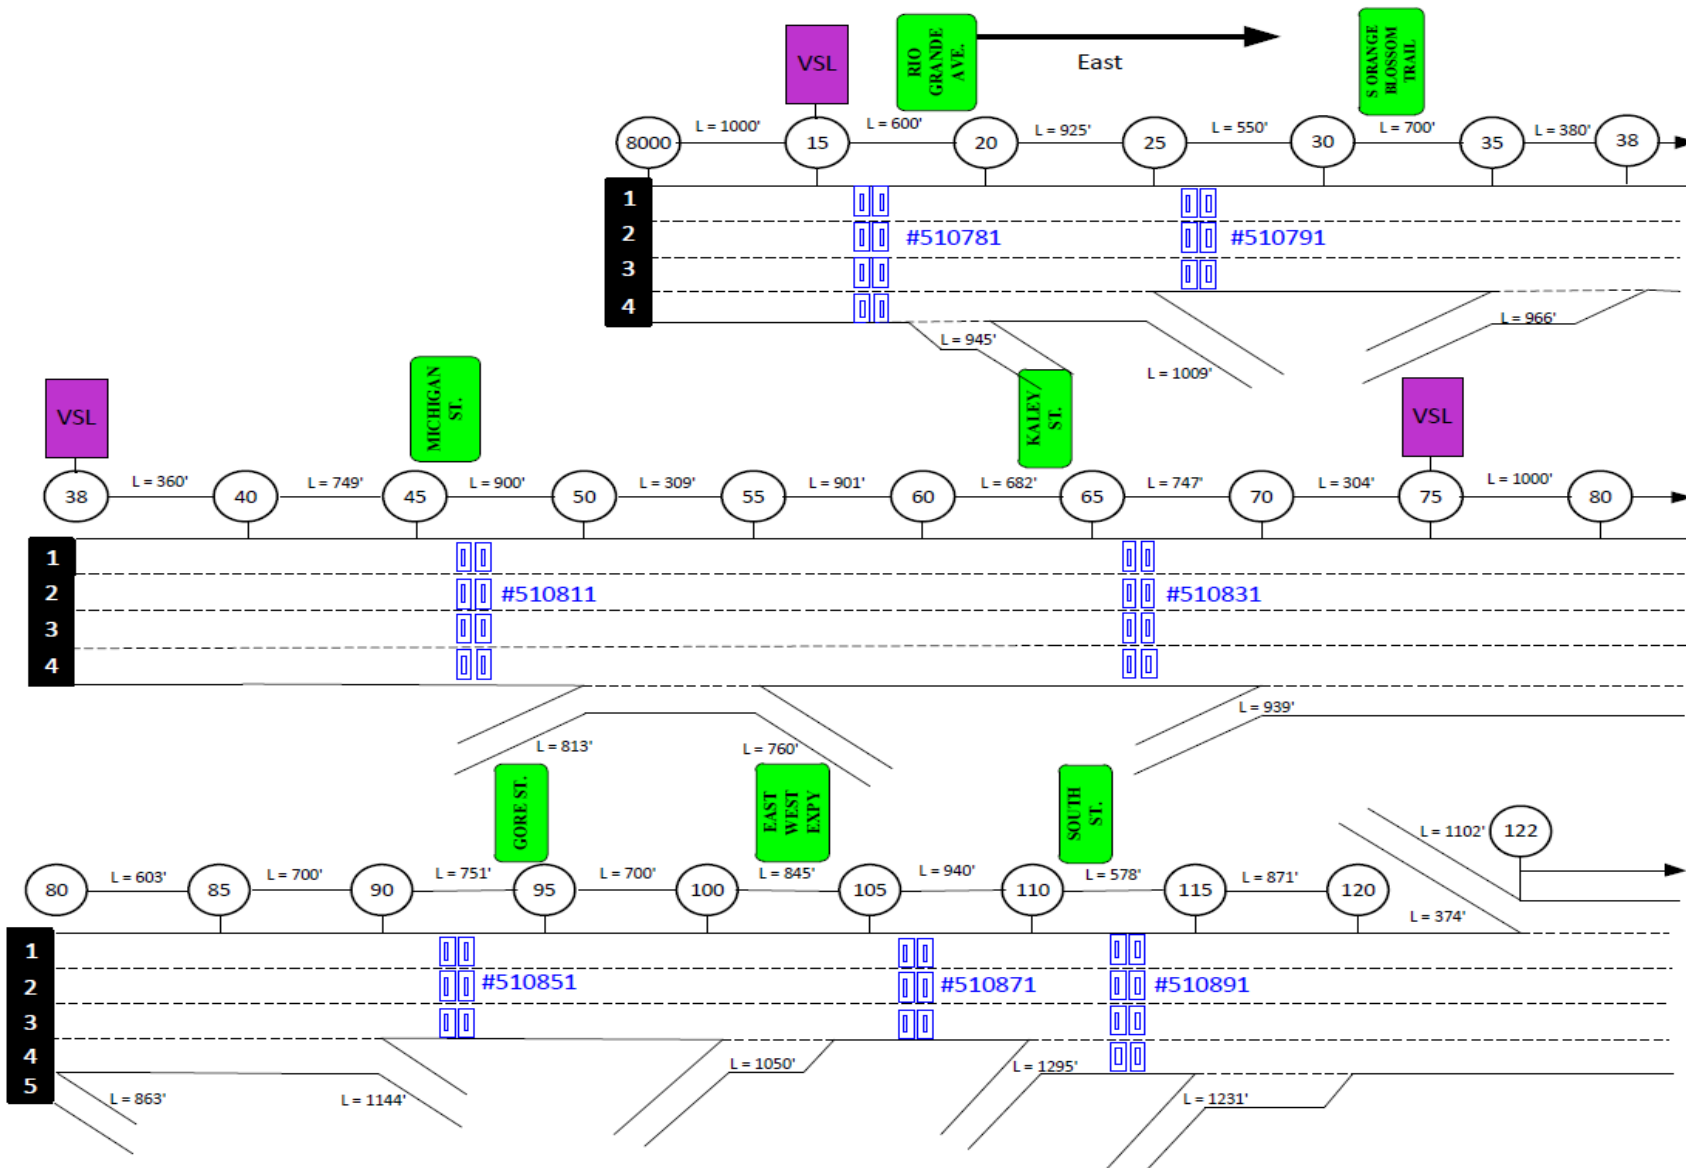 VSL
RIO
GRANDE
AVE..
East
S ORANGE
BLOSSOM
TRAIL
8000 L = 1000' 15 L = 600' 20 L = 925' 25 L = 550' 30 L = 700' 35 L = 380' 38
1
2 #510781 #510791
3
4
L = 945' L = 1009' L = 966'
VSL
MICHIGAN
ST.
KALEY
ST.
VSL
38 L = 360' 40 L = 749' 45 L = 900' 50 L = 309' 55 L = 901' 60 L = 682' 65 L = 747' 70 L = 304' 75 L = 1000' 80
1
2 #510811 #510831
3
4
L = 813' L = 760' L = 939'
GORE ST.
EAST
WEST
EXPY
SOUTH
ST.
L = 1102' 122
80 L = 603' 85 L = 700' 90 L = 751' 95 L = 700' 100 L = 845' 105 L = 940' 110 L = 578' 115 L = 871' 120
L = 374'
1
2 #510851 #510871 #510891
3
4
5
L = 863' L = 1144' L = 1050' L = 1295' L = 1231'